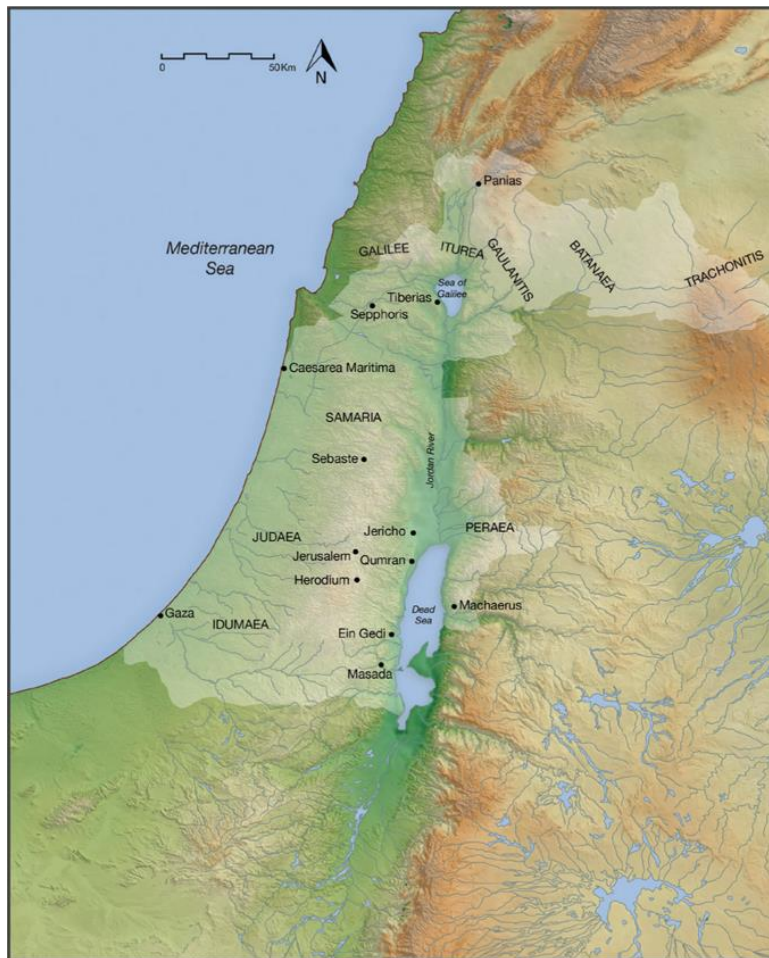 0
50Km
N
Panias
Mediterranean
Sea
GALILEE
ITUREA
GAULANITIS
BATANAEA
TRACHONITIS
Sea of
Galilee
Tiberias
Sepphoris
Caesarea Maritima
SAMARIA
Sebaste
Jordan River
Jericho
PERAEA
JUDAEA
Jerusalem
Qumran
Herodium
Machaerus
Dead
Sea
Gaza
IDUMAEA
Ein Gedi
Masada